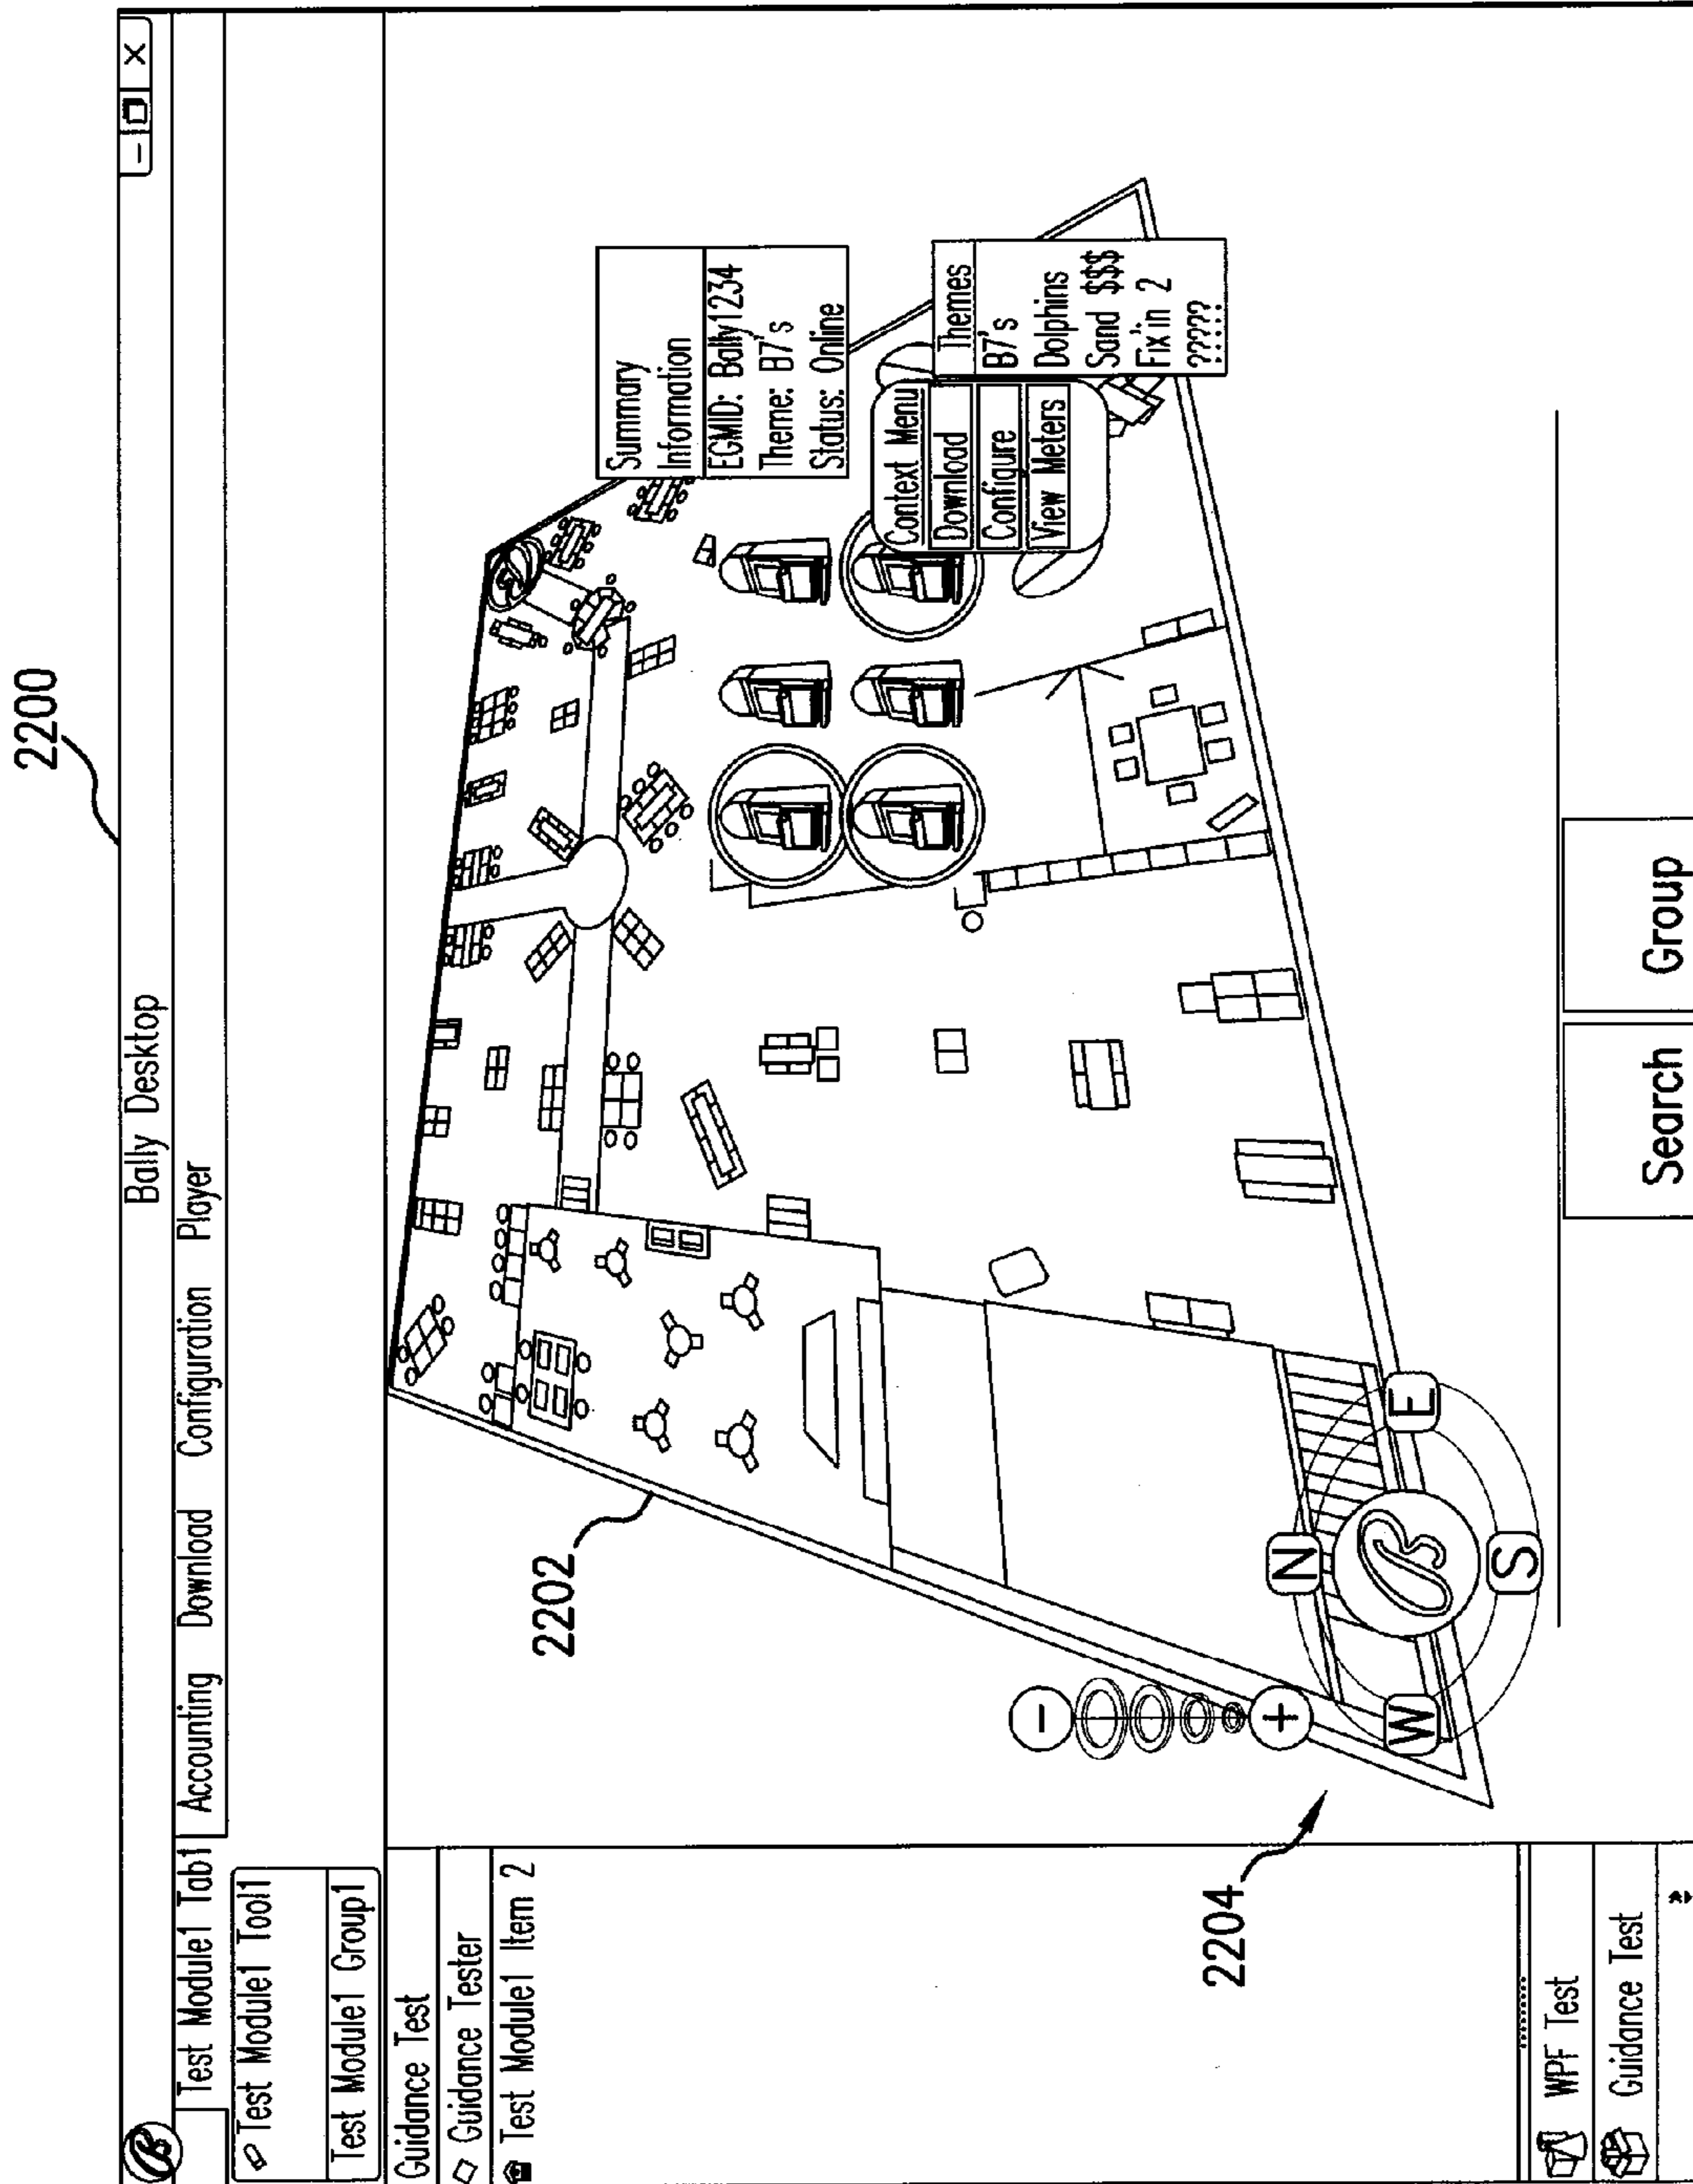 2200
Bally Desktop
Test Module1 Tab1 Accounting Download Configuration Player
Test Module1 Tool1
Test Module1 Group1
Guidance Test
Guidance Tester
Test Module1 Item 2
2202
2204
Summary
Information
EGMID: Bally1234
Theme: B7's
Status: Online
Context Menu
Download
Configure
View Meters
Themes
B7's
Dolphins
Sand $$$
Fix'in 2
?????
−
+
N
W
E
S
B
WPF Test
Guidance Test
Search
Group